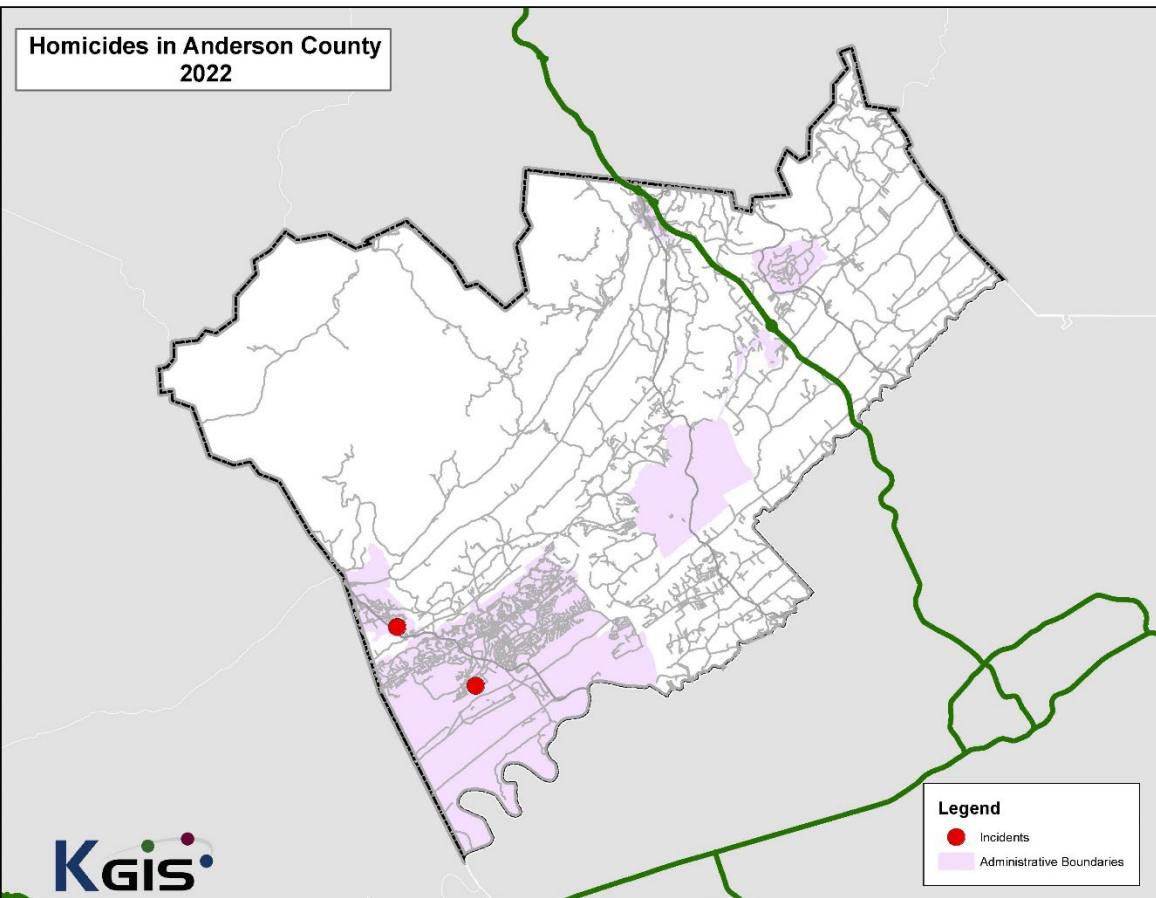 Homicides in Anderson County
2022
Legend
Incidents
Administrative Boundaries
KGIS